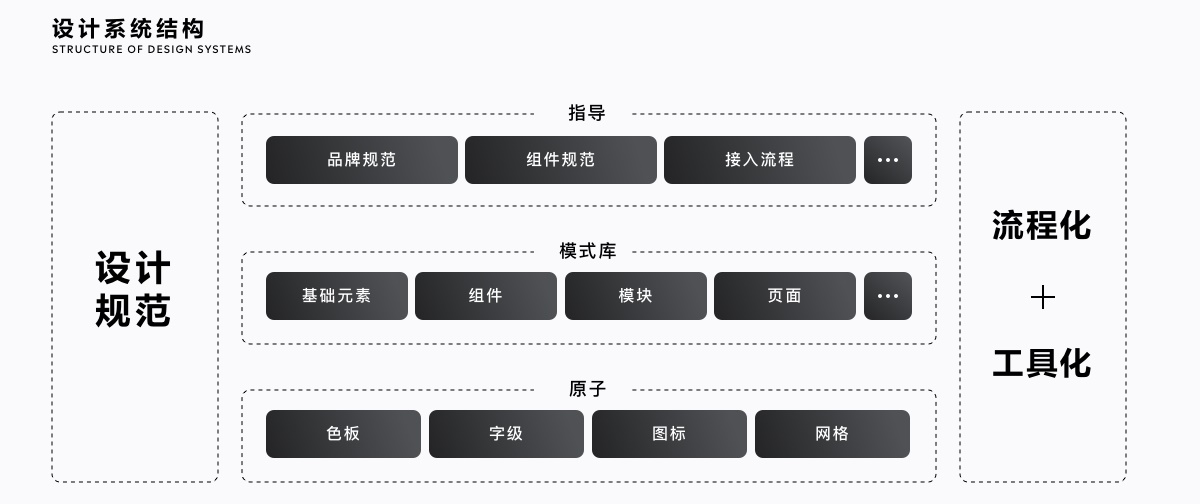 设计系统结构
STRUCTURE OF DESIGN SYSTEMS
设计
规范
指导
品牌规范
组件规范
接入流程
模式库
基础元素
组件
模块
页面
原子
色板
字级
图标
网格
流程化
+
工具化